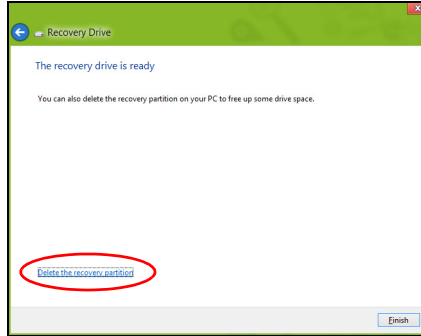 Recovery Drive
The recovery drive is ready
You can also delete the recovery partition on your PC to free up some drive space.
Delete the recovery partition
Finish